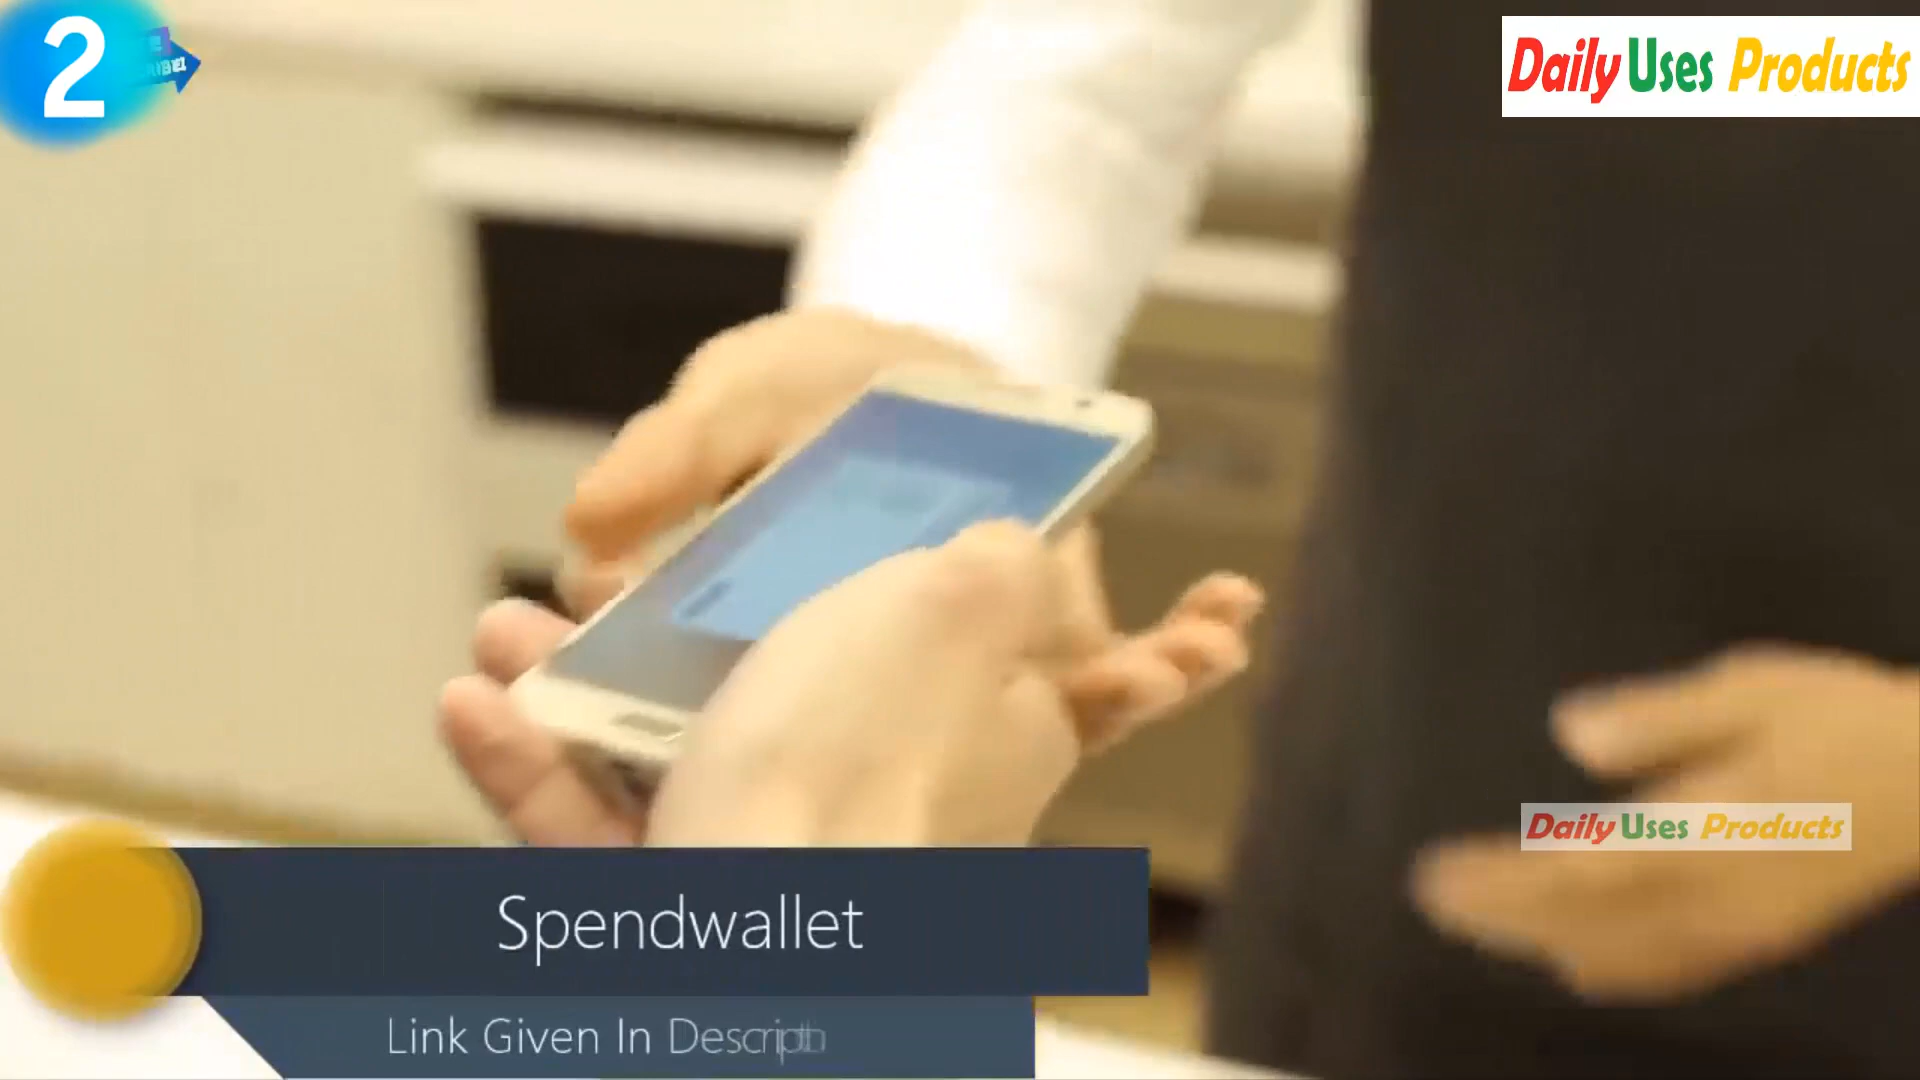 2
Daily Uses Products
Daily Uses Products
Spendwallet
Link Given In